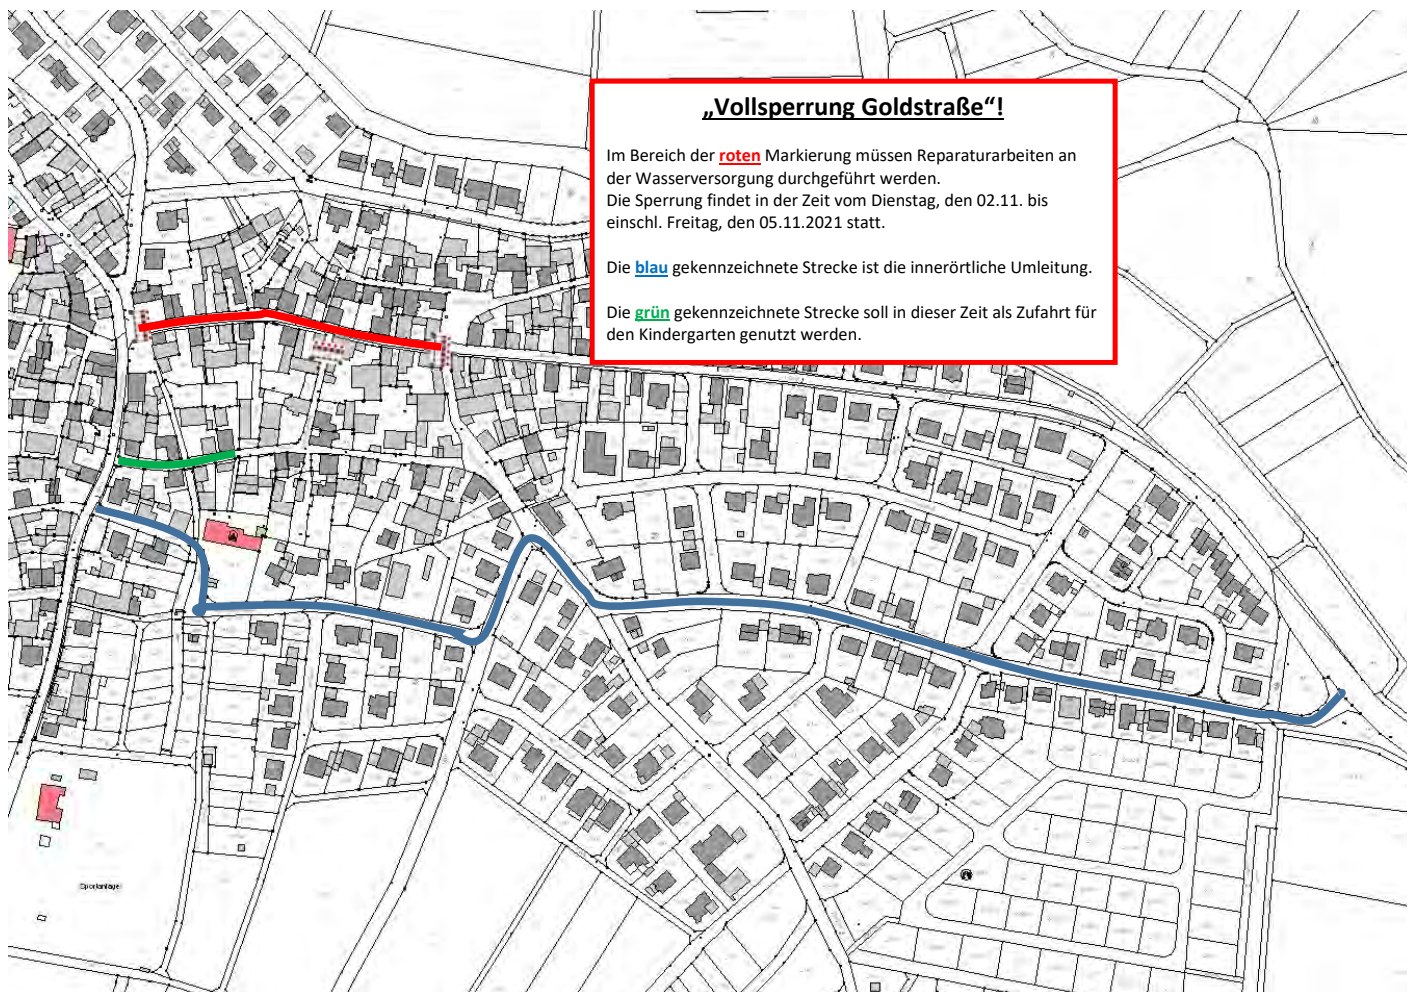 „Vollsperrung Goldstraße“!
Im Bereich der roten Markierung müssen Reparaturarbeiten an
der Wasserversorgung durchgeführt werden.
Die Sperrung findet in der Zeit vom Dienstag, den 02.11. bis
einschl. Freitag, den 05.11.2021 statt.
Die blau gekennzeichnete Strecke ist die innerörtliche Umleitung.
Die grün gekennzeichnete Strecke soll in dieser Zeit als Zufahrt für
den Kindergarten genutzt werden.
Sportanlage